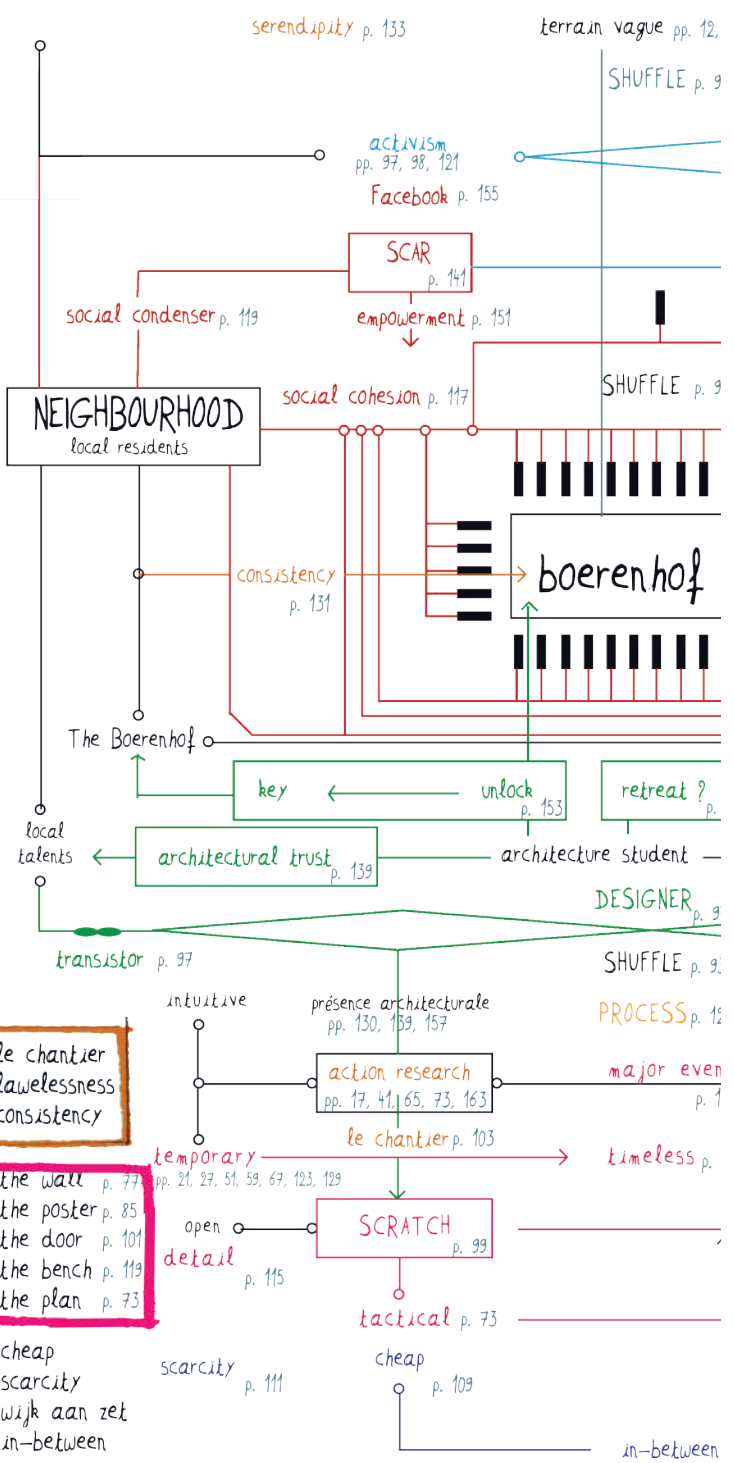 serendipity p. 133
terrain vague pp. 12,
SHUFFLE p. 9
activism
pp. 97, 98, 121
Facebook p. 155
SCAR
p. 141
social condenser p. 119
empowerment p. 151
SHUFFLE p. 9
social cohesion p. 117
NEIGHBOURHOOD
local residents
consistency
p. 131
boerenhof
The Boerenhof
key
unlock
p. 153
retreat ?
p.
local
talents
architectural trust
p. 139
architecture student
DESIGNER p. 9
transistor p. 97
SHUFFLE p. 93
intuitive
présence architecturale
pp. 130, 139, 157
PROCESS p. 12
le chantier
lawelessness
consistency
action research
pp. 17, 41, 65, 73, 163
major even
p. 1
le chantier p. 103
temporary
pp. 21, 27, 51, 59, 67, 123, 129
timeless p.
the wall p. 77
the poster p. 85
the door p. 101
the bench p. 119
the plan p. 73
open
SCRATCH
p. 99
detail
p. 115
tactical p. 73
cheap
scarcity
wijk aan zet
in-between
scarcity
p. 111
cheap
p. 109
in-between